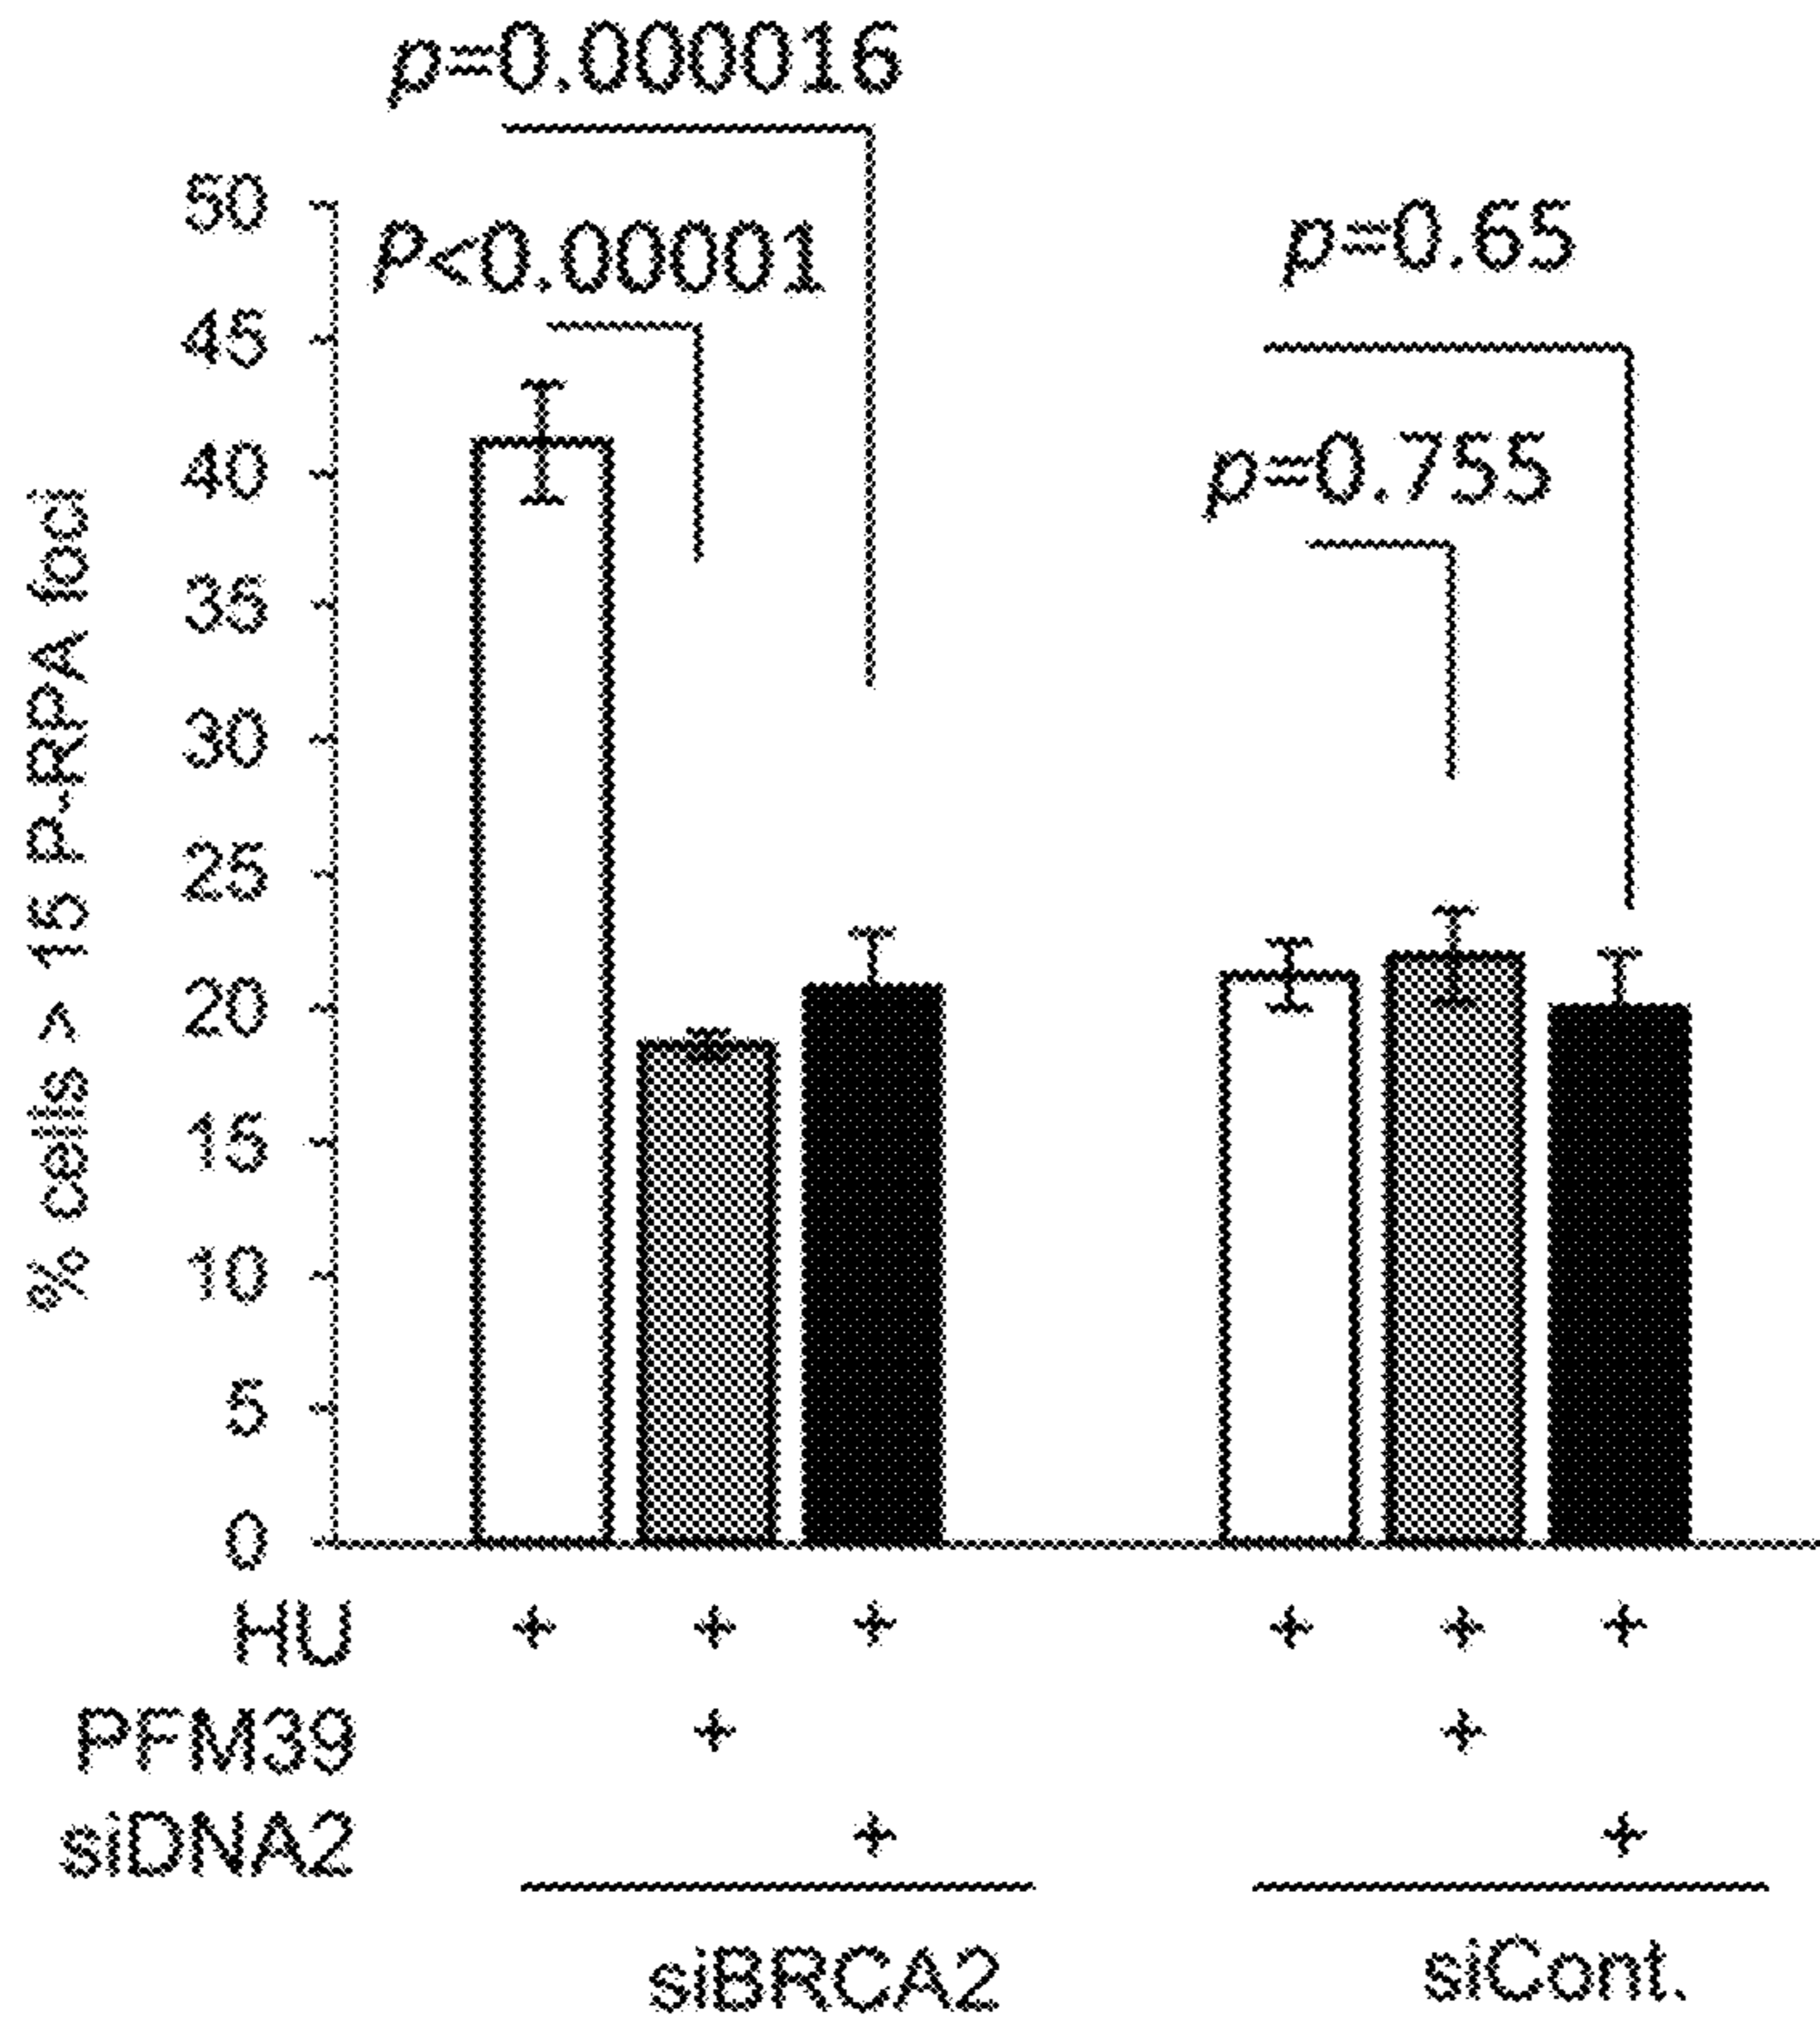 p=0.000016
P<0.00001
p=0.65
p=0.755
% cells > 15 P-RPA foci
50
45
40
35
30
25
20
15
10
5
0
HU + + + + + +
PFM39 + +
siDNA2 + +
siBRCA2 siCont.